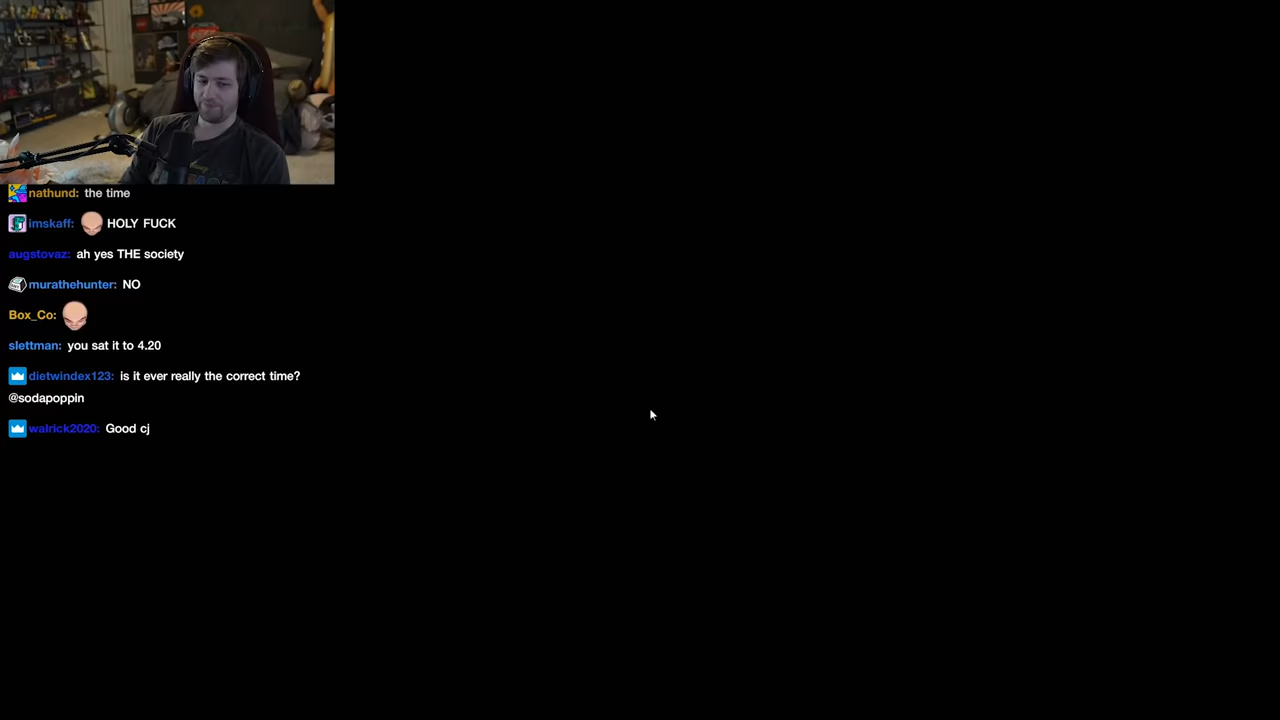 nathund: the time
imskaff: HOLY FUCK
augstovaz: ah yes THE society
murathehunter: NO
Box_Co:
slettman: you sat it to 4.20
dietwindex123: is it ever really the correct time?
@sodapoppin
walrick2020: Good cj